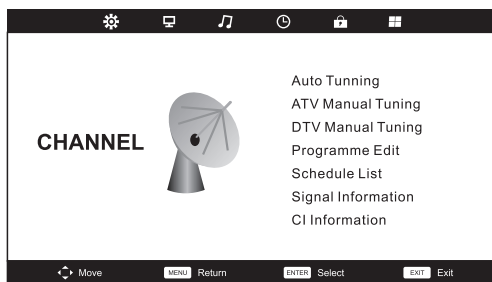 CHANNEL
Auto Tunning
ATV Manual Tuning
DTV Manual Tuning
Programme Edit
Schedule List
Signal Information
CI Information
Move MENU Return ENTER Select EXIT Exit